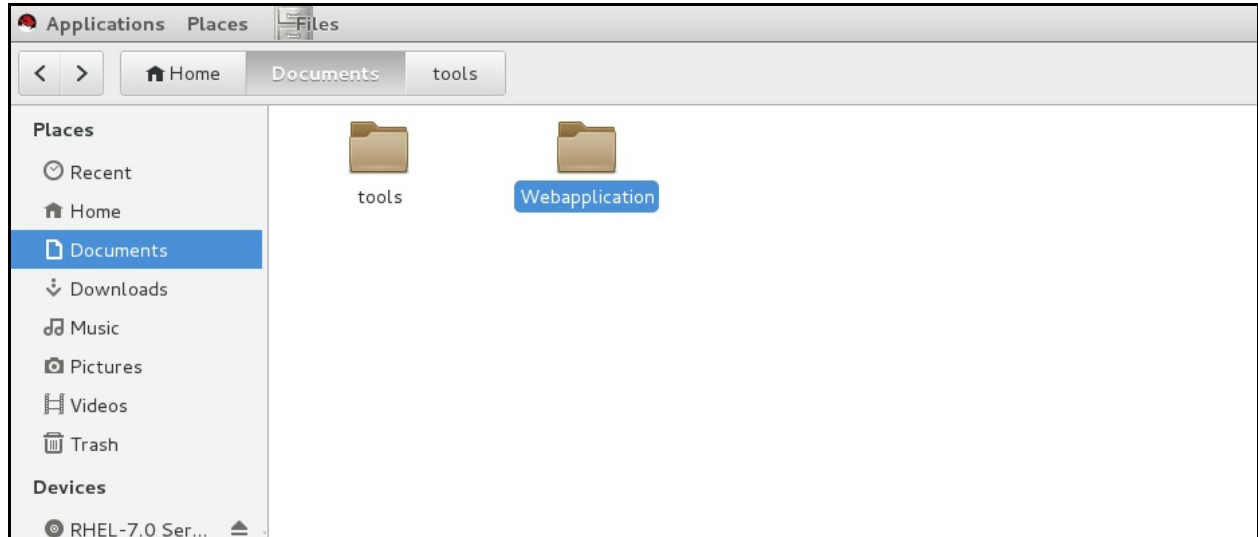 Applications Places Files
Home Documents tools
Places
Recent
Home
Documents
Downloads
Music
Pictures
Videos
Trash
Devices
RHEL-7.0 Ser...
tools Webapplication